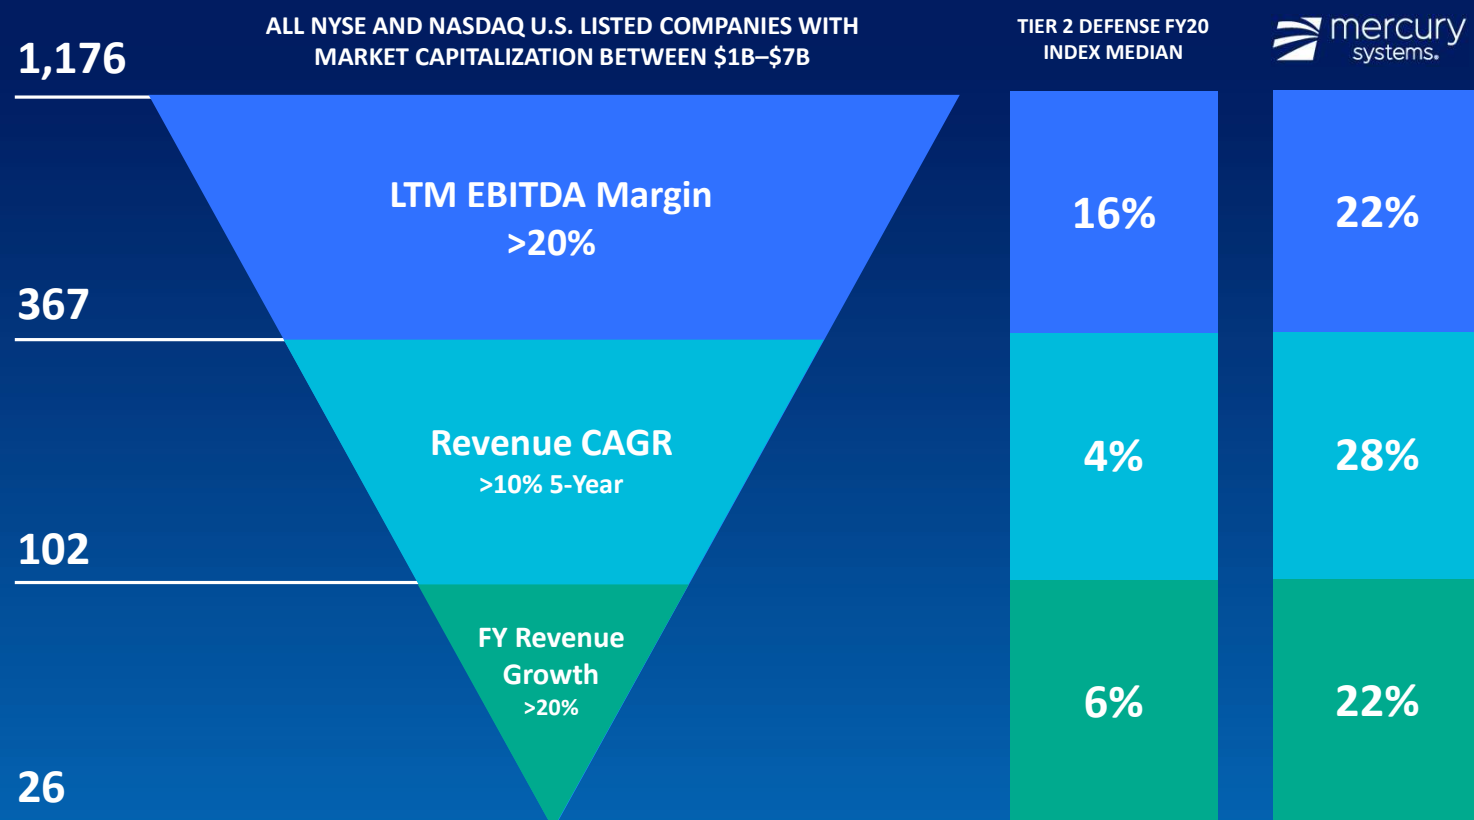 1,176
ALL NYSE AND NASDAQ U.S. LISTED COMPANIES WITH
MARKET CAPITALIZATION BETWEEN $1B–$7B
TIER 2 DEFENSE FY20
INDEX MEDIAN
mercury
systems.
LTM EBITDA Margin
>20%
16%
22%
367
Revenue CAGR
>10% 5-Year
4%
28%
102
FY Revenue
Growth
>20%
6%
22%
26